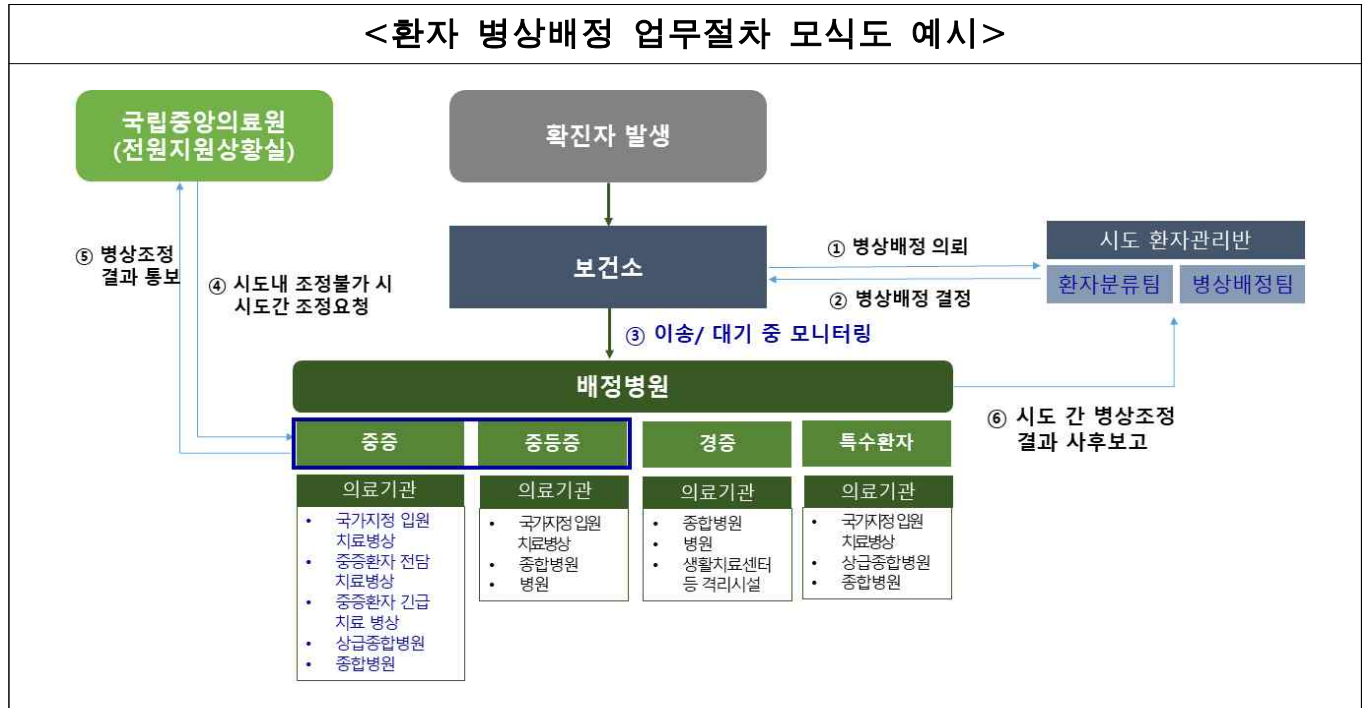 <환자 병상배정 업무절차 모식도 예시>
국립중앙의료원
(전원지원상황실)
확진자 발생
⑤ 병상조정
결과 통보
④ 시도내 조정불가 시
시도간 조정요청
보건소
① 병상배정 의뢰
② 병상배정 결정
시도 환자관리반
환자분류팀
병상배정팀
③ 이송/ 대기 중 모니터링
배정병원
⑥ 시도 간 병상조정
결과 사후보고
중증
의료기관
• 국가지정 입원
치료병상
• 중증환자 전담
치료병상
• 중증환자 긴급
치료 병상
• 상급종합병원
• 종합병원
중등증
의료기관
• 국가지정 입원
치료병상
• 종합병원
• 병원
경증
의료기관
• 종합병원
• 병원
• 생활치료센터
등 격리시설
특수환자
의료기관
• 국가지정 입원
치료병상
• 상급종합병원
• 종합병원